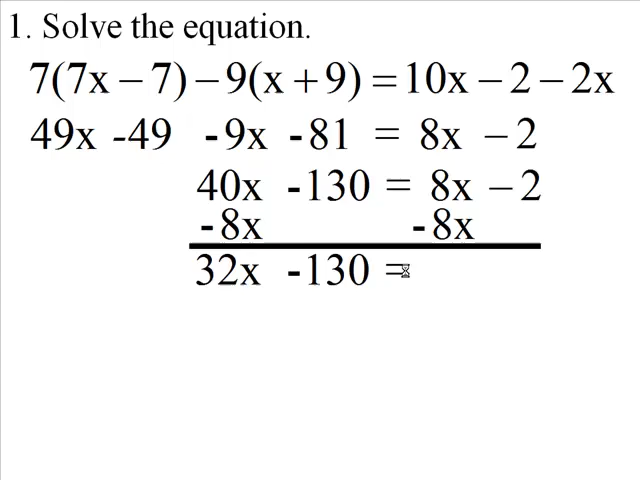 1. Solve the equation.
7(7x − 7) − 9(x + 9) = 10x − 2 − 2x
49x -49 -9x -81 = 8x − 2
40x -130 = 8x − 2
-8x -8x
32x -130 =